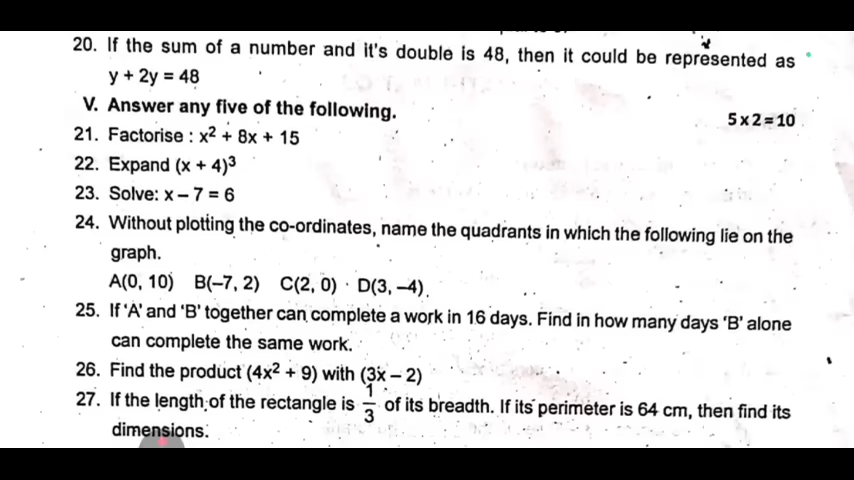 20. If the sum of a number and it's double is 48, then it could be represented as
y + 2y = 48
V. Answer any five of the following.
5 x 2 = 10
21. Factorise : x² + 8x + 15
22. Expand (x + 4)³
23. Solve: x – 7 = 6
24. Without plotting the co-ordinates, name the quadrants in which the following lie on the
graph.
A(0, 10) B(–7, 2) C(2, 0) D(3, –4).
25. If 'A' and 'B' together can complete a work in 16 days. Find in how many days 'B' alone
can complete the same work.
26. Find the product (4x² + 9) with (3x – 2)
27. If the length of the rectangle is 1/3 of its breadth. If its perimeter is 64 cm, then find its
dimensions.